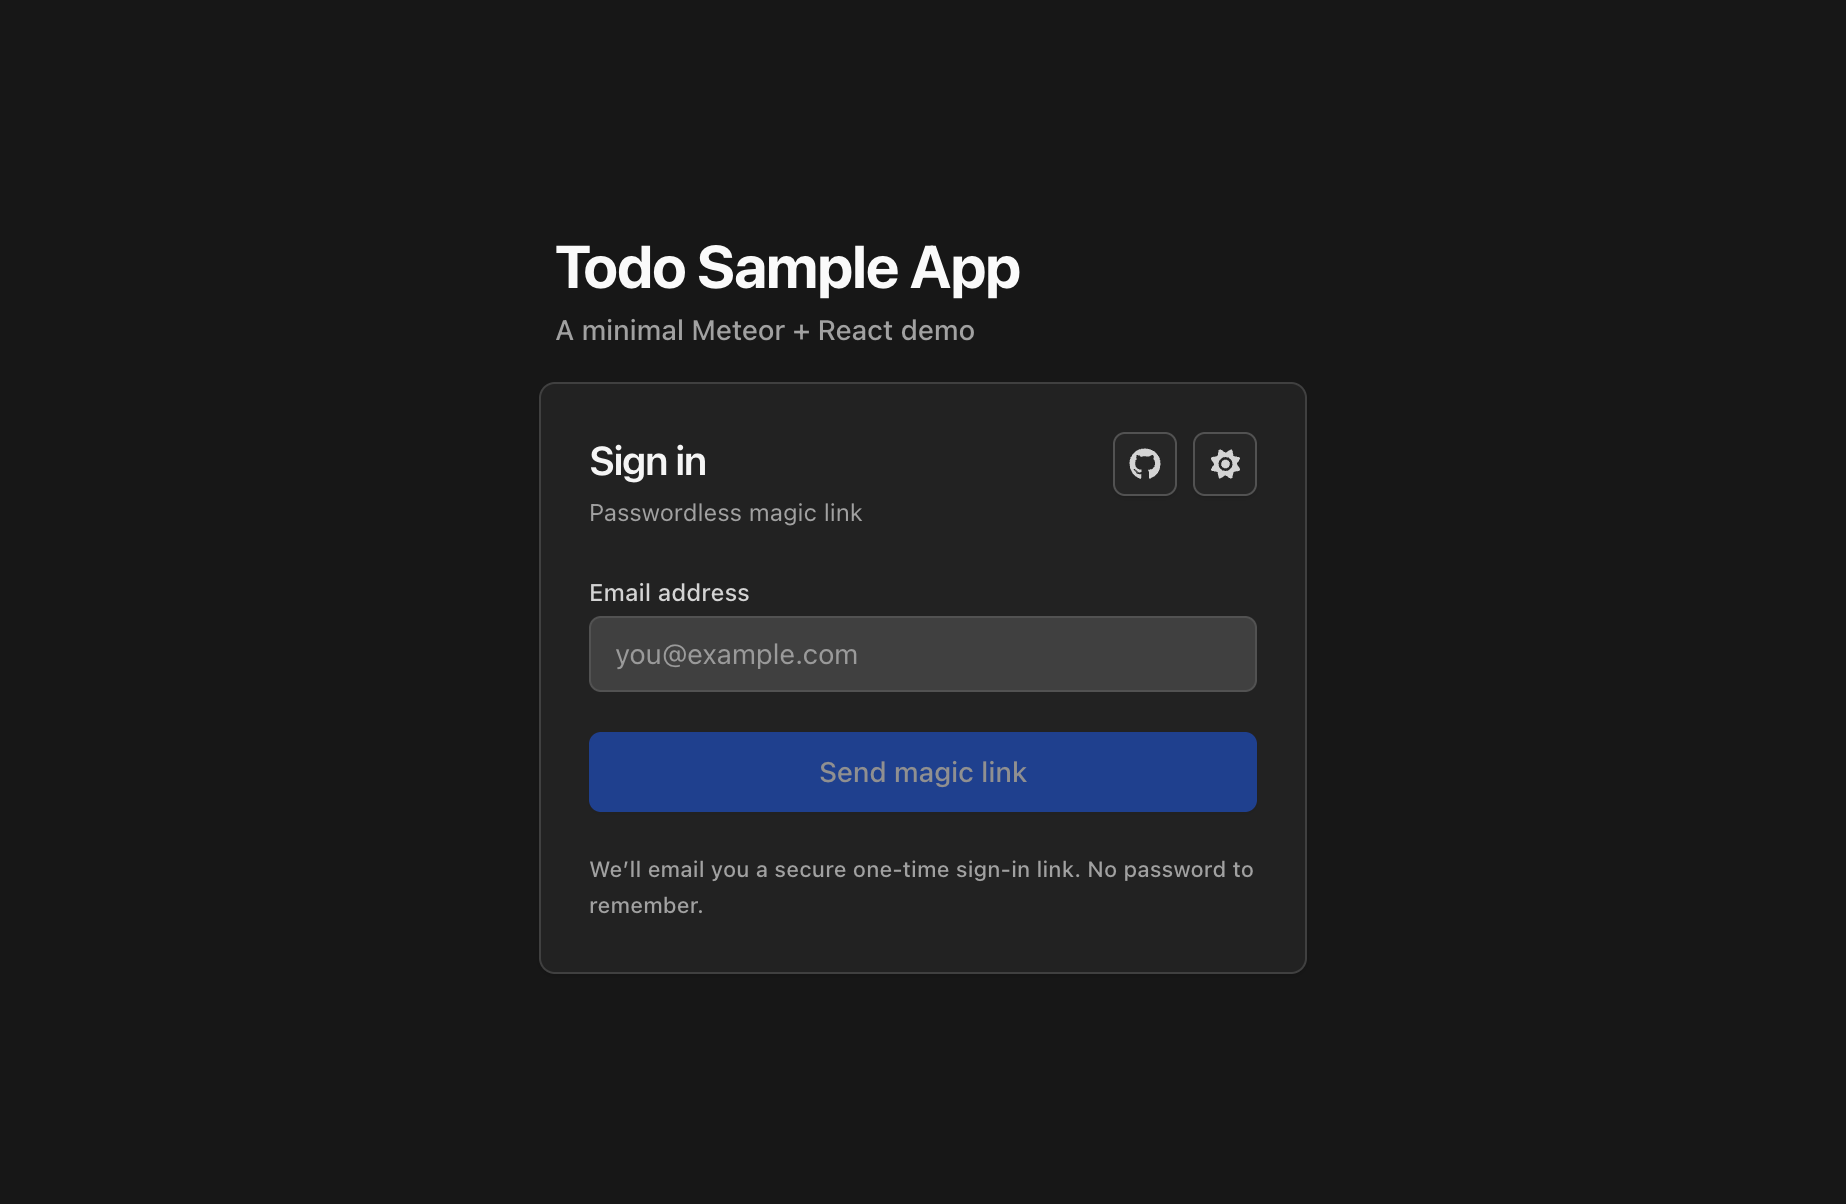 Todo Sample App
A minimal Meteor + React demo
Sign in
Passwordless magic link
Email address
you@example.com
Send magic link
We’ll email you a secure one-time sign-in link. No password to
remember.